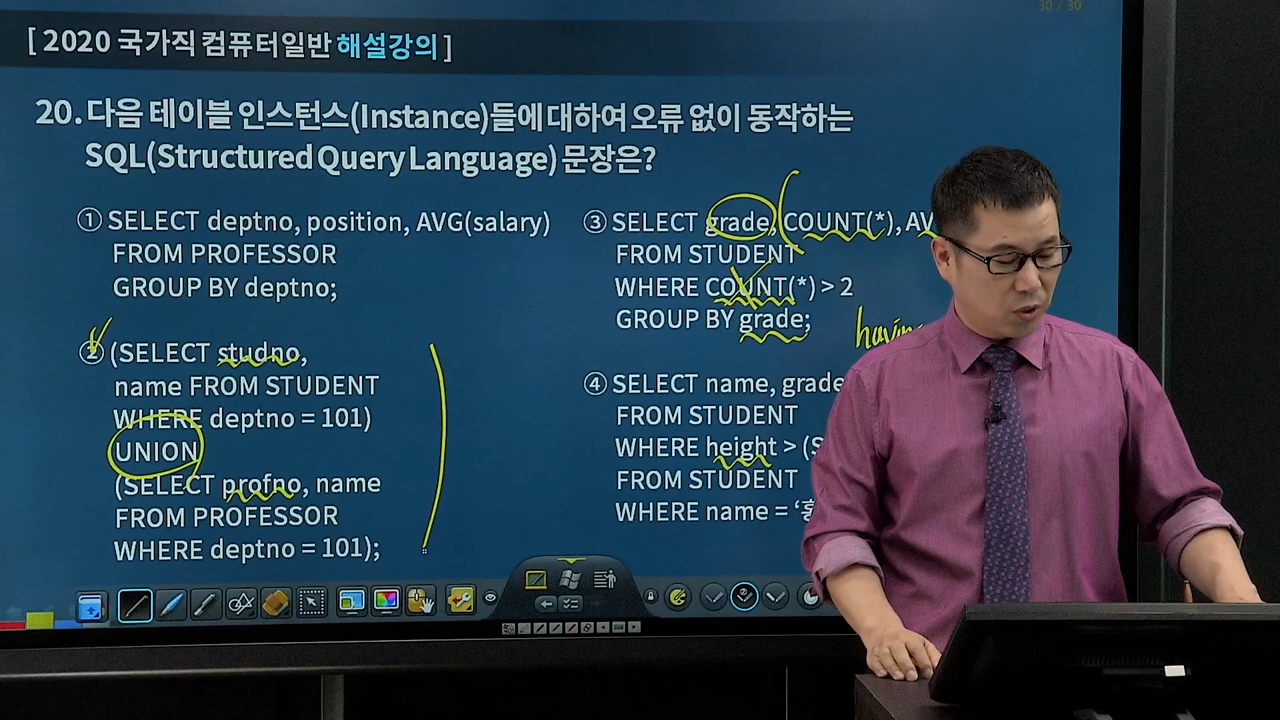 30 / 30
[ 2020 국가직 컴퓨터일반 해설강의 ]
20. 다음 테이블 인스턴스(Instance)들에 대하여 오류 없이 동작하는
SQL(Structured Query Language) 문장은?
① SELECT deptno, position, AVG(salary)
FROM PROFESSOR
GROUP BY deptno;
② (SELECT studno,
name FROM STUDENT
WHERE deptno = 101)
UNION
(SELECT profno, name
FROM PROFESSOR
WHERE deptno = 101);
③ SELECT grade, COUNT(*), AV
FROM STUDENT
WHERE COUNT(*) > 2
GROUP BY grade;
havin
④ SELECT name, grade
FROM STUDENT
WHERE height > (S
FROM STUDENT
WHERE name = ‘홍